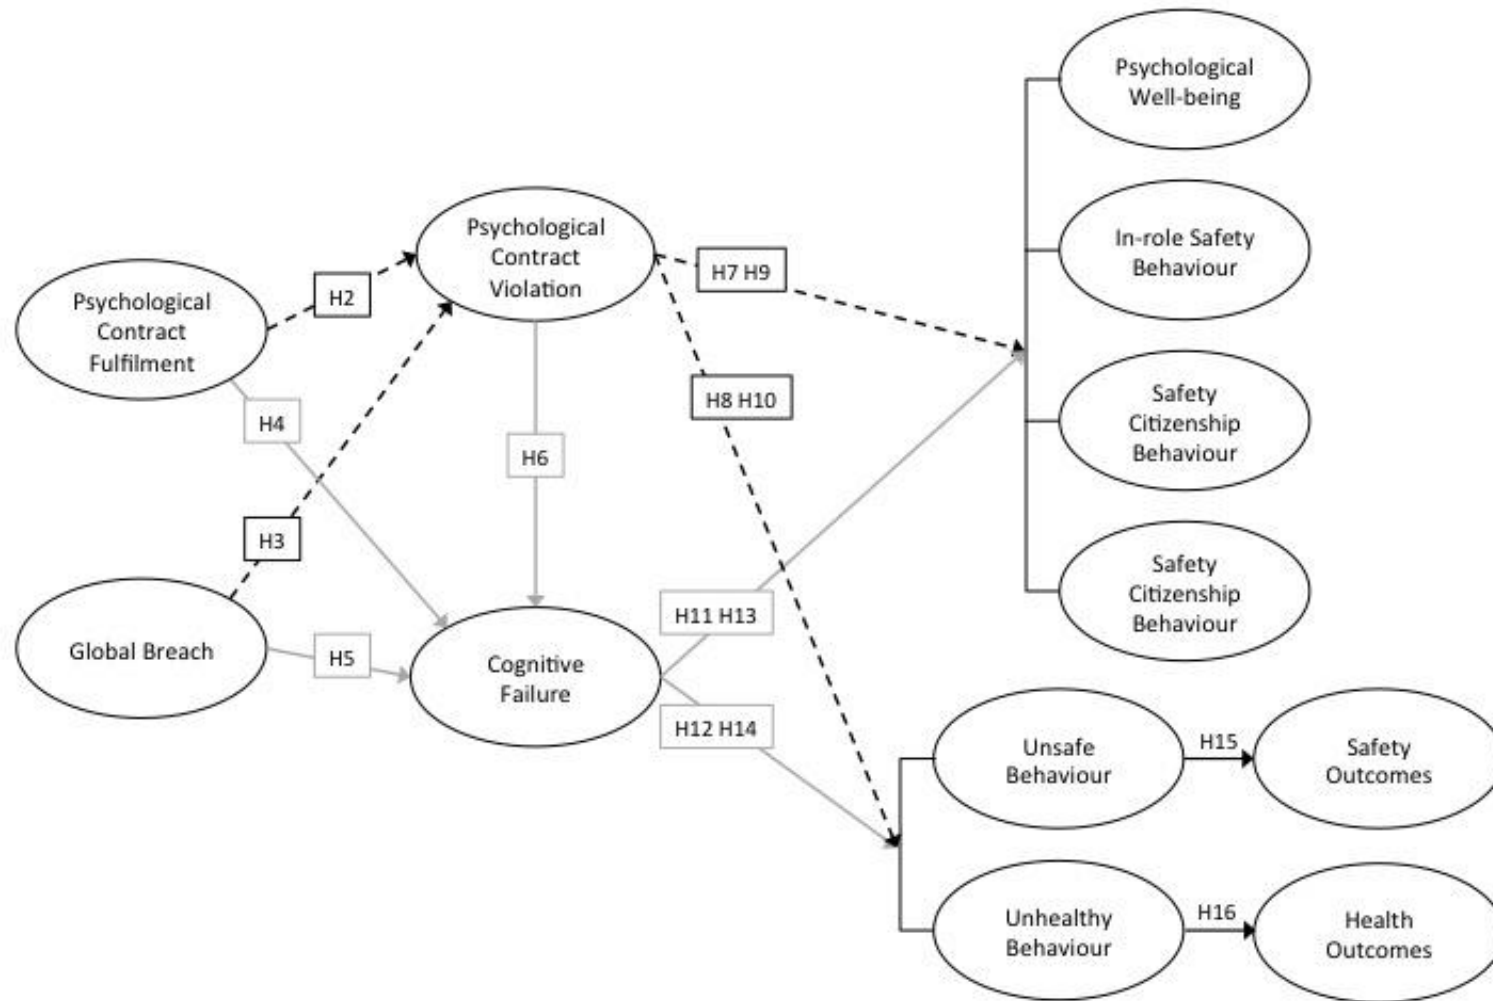 Psychological
Well-being
In-role Safety
Behaviour
Safety
Citizenship
Behaviour
Safety
Citizenship
Behaviour
Psychological
Contract
Violation
H7 H9
H2
Psychological
Contract
Fulfilment
H8 H10
H4
H6
H3
Global Breach
H5
Cognitive
Failure
H11 H13
H12 H14
Unsafe
Behaviour
H15
Safety
Outcomes
Unhealthy
Behaviour
H16
Health
Outcomes